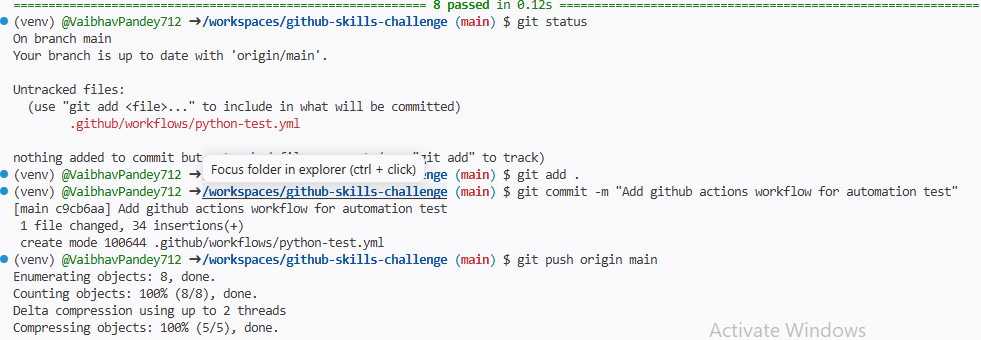 8 passed in 0.12s
(venv) @VaibhavPandey712 ➜/workspaces/github-skills-challenge (main) $ git status
On branch main
Your branch is up to date with 'origin/main'.
Untracked files:
(use "git add <file>..." to include in what will be committed)
.github/workflows/python-test.yml
nothing added to commit but "git add" to track)
Focus folder in explorer (ctrl + click)
(venv) @VaibhavPandey712 (main) $ git add .
(venv) @VaibhavPandey712 ➜/workspaces/github-skills-challenge (main) $ git commit -m "Add github actions workflow for automation test"
[main c9cb6aa] Add github actions workflow for automation test
1 file changed, 34 insertions(+)
create mode 100644 .github/workflows/python-test.yml
(venv) @VaibhavPandey712 ➜/workspaces/github-skills-challenge (main) $ git push origin main
Enumerating objects: 8, done.
Counting objects: 100% (8/8), done.
Delta compression using up to 2 threads
Compressing objects: 100% (5/5), done.
Activate Windows